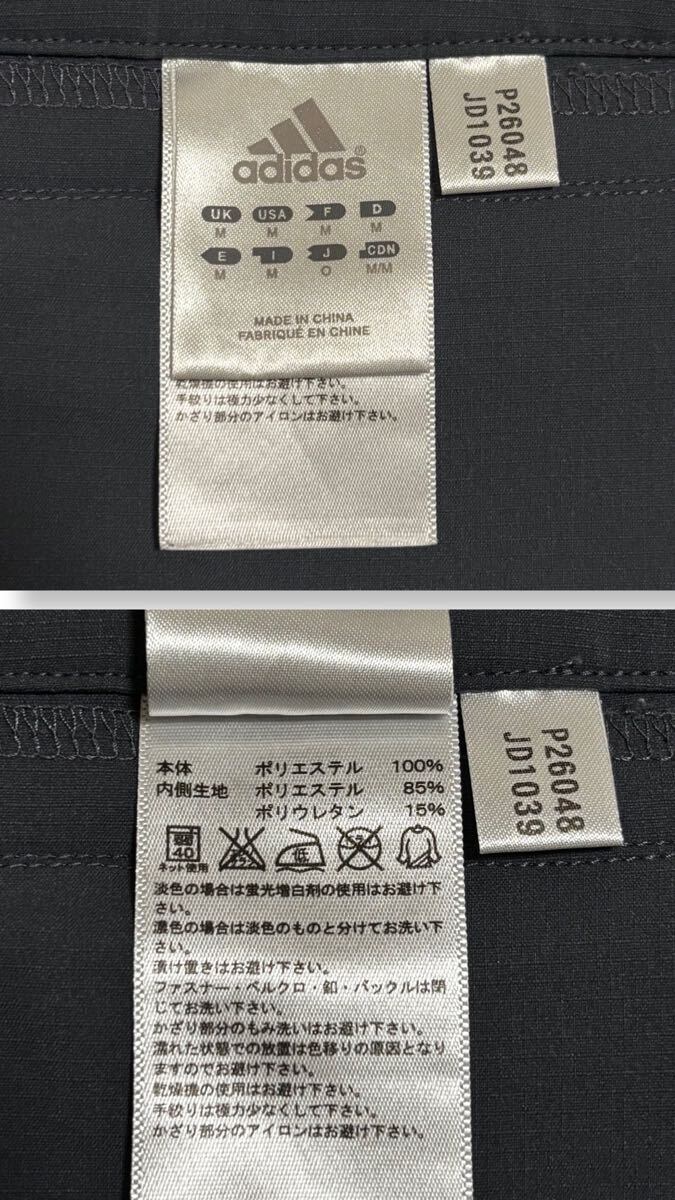 adidas®
UK USA F D
M M M M
E I J CDN
M M O M/M
MADE IN CHINA
FABRIQUÉ EN CHINE
乾燥機の使用はお避け下さい。
手絞りは極力少なくして下さい。
かざり部分のアイロンはお避け下さい。
P26048
JD1039
本体 ポリエステル 100%
内側生地 ポリエステル 85%
ポリウレタン 15%
40 低
ネット使用
淡色の場合は蛍光増白剤の使用はお避け下
さい。
濃色の場合は淡色のものと分けてお洗い下
さい。
漬け置きはお避け下さい。
ファスナー・ベルクロ・釦・バックルは閉
じてお洗い下さい。
かざり部分のもみ洗いはお避け下さい。
濡れた状態での放置は色移りの原因となり
ますのでお避け下さい。
乾燥機の使用はお避け下さい。
手絞りは極力少なくして下さい。
かざり部分のアイロンはお避け下さい。
P26048
JD1039